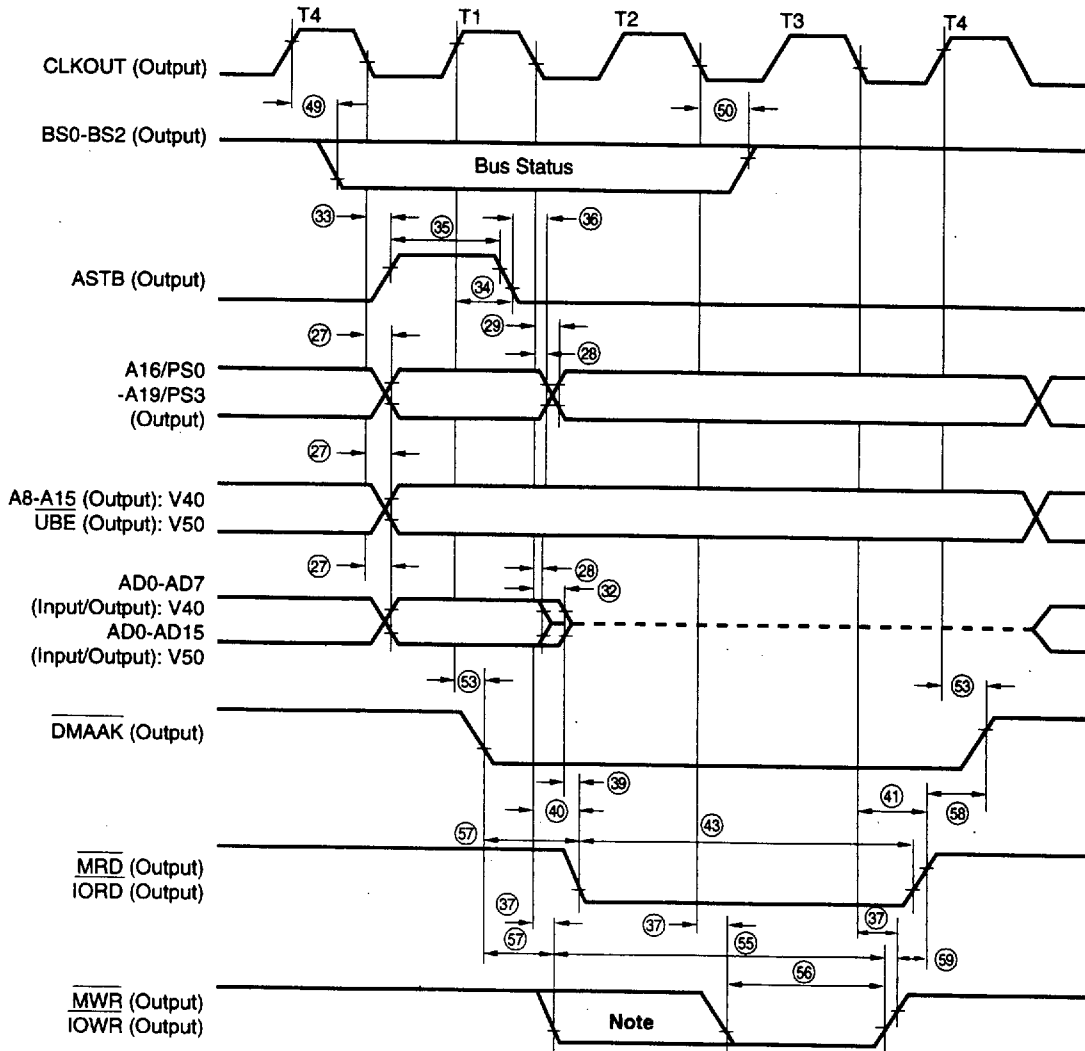 T4 T1 T2 T3 T4
CLKOUT (Output)
49 50
BS0-BS2 (Output)
Bus Status
33 35 36
ASTB (Output)
34
29
27 28
A16/PS0
-A19/PS3
(Output)
27
A8-A15 (Output): V40
UBE (Output): V50
27 28
AD0-AD7 32
(Input/Output): V40
AD0-AD15
(Input/Output): V50
53 53
DMAAK (Output)
39
40 41 58
57 43
MRD (Output)
IORD (Output)
37 37 37
57 55 59
56
MWR (Output)
IOWR (Output)
Note